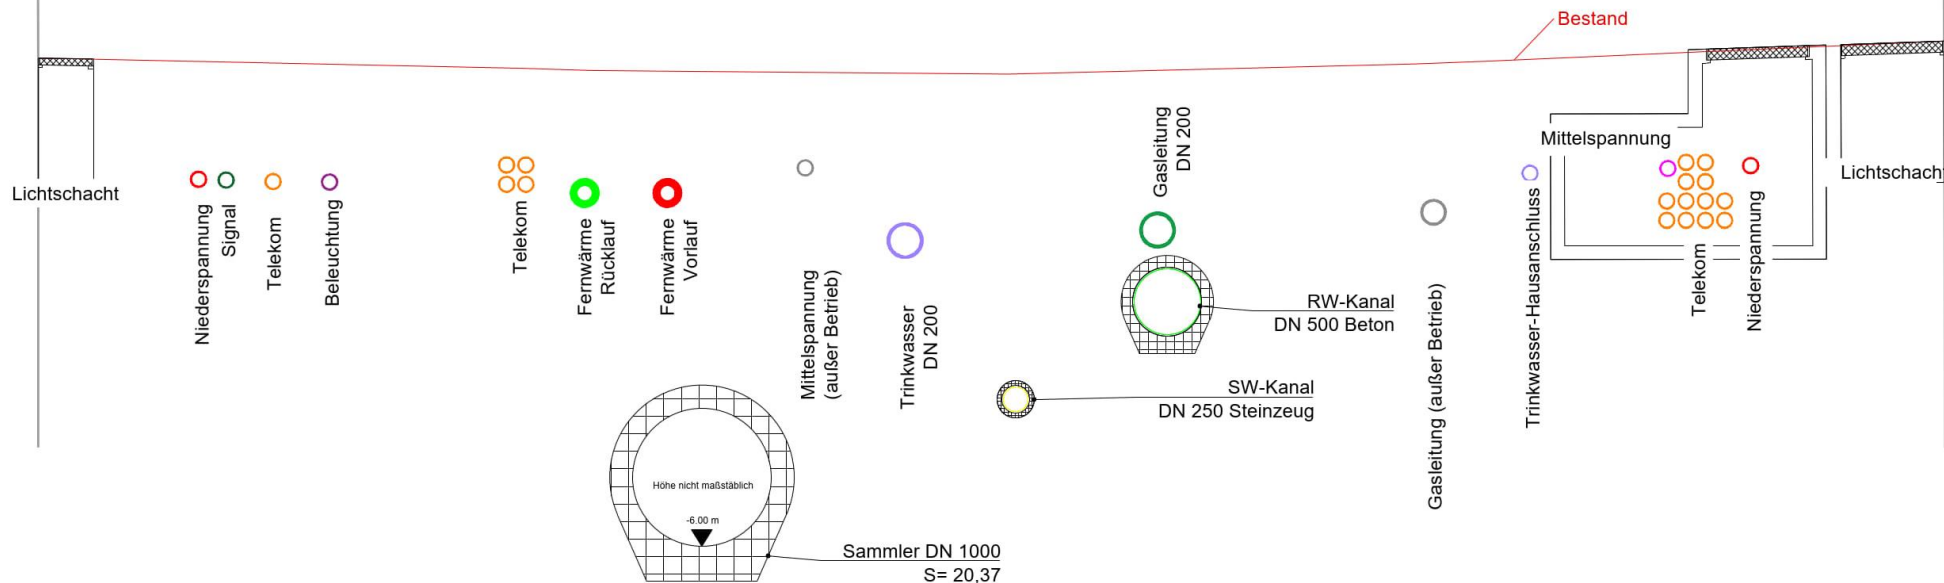 Bestand
Lichtschacht
Niederspannung
Signal
Telekom
Beleuchtung
Telekom
Fernwärme
Rücklauf
Fernwärme
Vorlauf
Mittelspannung
(außer Betrieb)
Trinkwasser
DN 200
Gasleitung
DN 200
RW-Kanal
DN 500 Beton
SW-Kanal
DN 250 Steinzeug
Höhe nicht maßstäblich
-6.00 m
Sammler DN 1000
S= 20,37
Gasleitung (außer Betrieb)
Trinkwasser-Hausanschluss
Mittelspannung
Telekom
Niederspannung
Lichtschacht